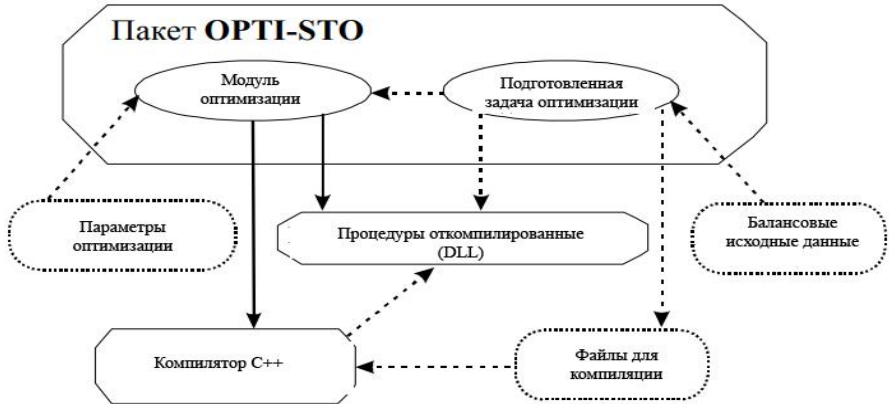 Пакет OPTI-STO
Модуль
оптимизации
Подготовленная
задача оптимизации
Параметры
оптимизации
Процедуры откомпилированные
(DLL)
Балансовые
исходные данные
Компилятор С++
Файлы для
компиляции